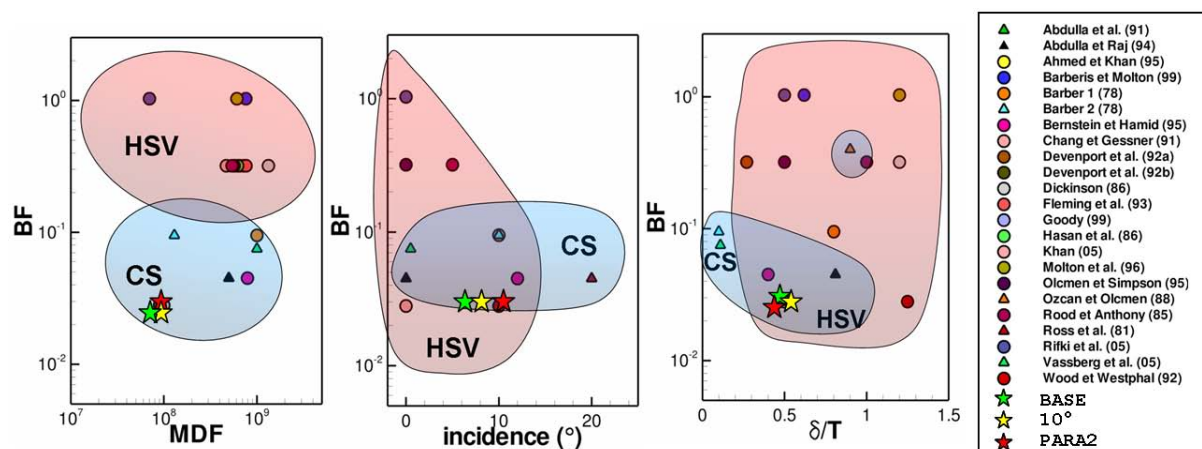 BF
10⁰
10⁻¹
10⁻²
HSV
CS
10⁷
10⁸
10⁹
MDF
BF
10⁰
10⁻¹
10⁻²
CS
HSV
0
10
20
incidence (°)
BF
10⁰
10⁻¹
10⁻²
CS
HSV
0
0.5
1
1.5
δ/T
Abdulla et al. (91)
Abdulla et Raj (94)
Ahmed et Khan (95)
Barberis et Molton (99)
Barber 1 (78)
Barber 2 (78)
Bernstein et Hamid (95)
Chang et Gessner (91)
Devenport et al. (92a)
Devenport et al. (92b)
Dickinson (86)
Fleming et al. (93)
Goody (99)
Hasan et al. (86)
Khan (05)
Molton et al. (96)
Olcmen et Simpson (95)
Ozcan et Olcmen (88)
Rood et Anthony (85)
Ross et al. (81)
Rifki et al. (05)
Vassberg et al. (05)
Wood et Westphal (92)
BASE
10°
PARA2